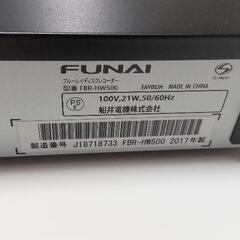 FUNAI
ブルーレイディスクレコーダー
型番 FBR-HW500 EAY00JH MADE IN CHINA
PS
E
100V,21W,50/60Hz
船井電機株式会社
製造番号 J18718733 FBR-HW500 2017年製